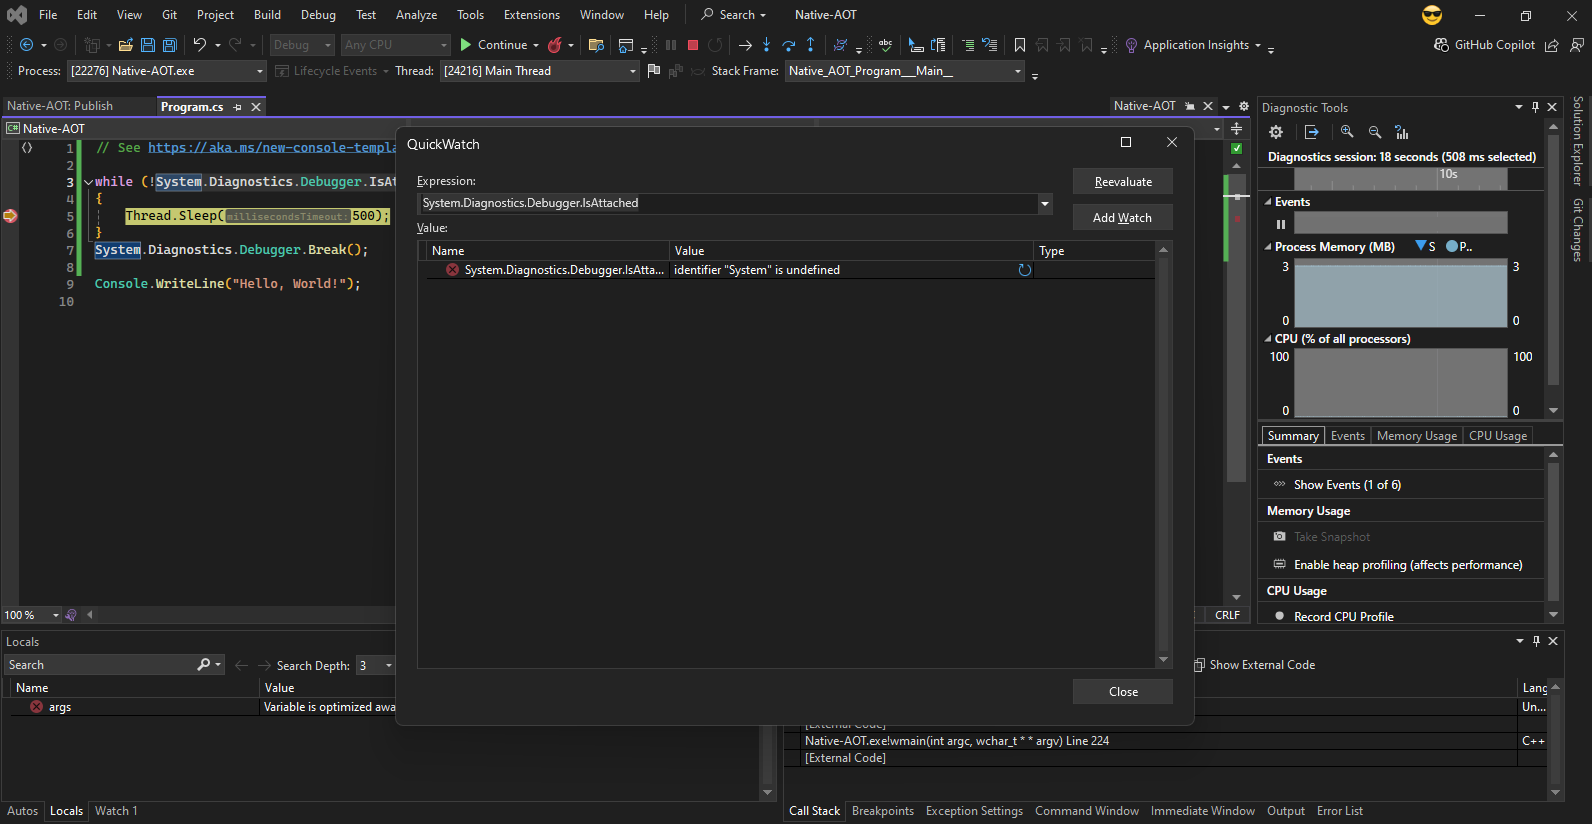 File Edit View Git Project Build Debug Test Analyze Tools Extensions Window Help Search Native-AOT
Debug Any CPU Continue Application Insights GitHub Copilot
Process: [22276] Native-AOT.exe Lifecycle Events Thread: [24216] Main Thread Stack Frame: Native_AOT_Program___Main__
Native-AOT: Publish Program.cs Native-AOT
C# Native-AOT
1 // See https://aka.ms/new-console-templa
2
3 while (!System.Diagnostics.Debugger.IsAt
4 {
5 Thread.Sleep(millisecondsTimeout: 500);
6 }
7 System.Diagnostics.Debugger.Break();
8
9 Console.WriteLine("Hello, World!");
10
100 %
CRLF
QuickWatch
Expression:
Reevaluate
System.Diagnostics.Debugger.IsAttached
Add Watch
Value:
Name Value Type
System.Diagnostics.Debugger.IsAtta... identifier "System" is undefined
Close
Diagnostic Tools
Diagnostics session: 18 seconds (508 ms selected)
10s
Events
Process Memory (MB) S P..
3 3
0 0
CPU (% of all processors)
100 100
0 0
Summary Events Memory Usage CPU Usage
Events
Show Events (1 of 6)
Memory Usage
Take Snapshot
Enable heap profiling (affects performance)
CPU Usage
Record CPU Profile
Solution Explorer
Git Changes
Locals
Search Search Depth: 3
Name Value
args Variable is optimized awa
Autos Locals Watch 1
Show External Code
Lang
Un...
[External Code]
Native-AOT.exe!wmain(int argc, wchar_t * * argv) Line 224 C++
[External Code]
Call Stack Breakpoints Exception Settings Command Window Immediate Window Output Error List